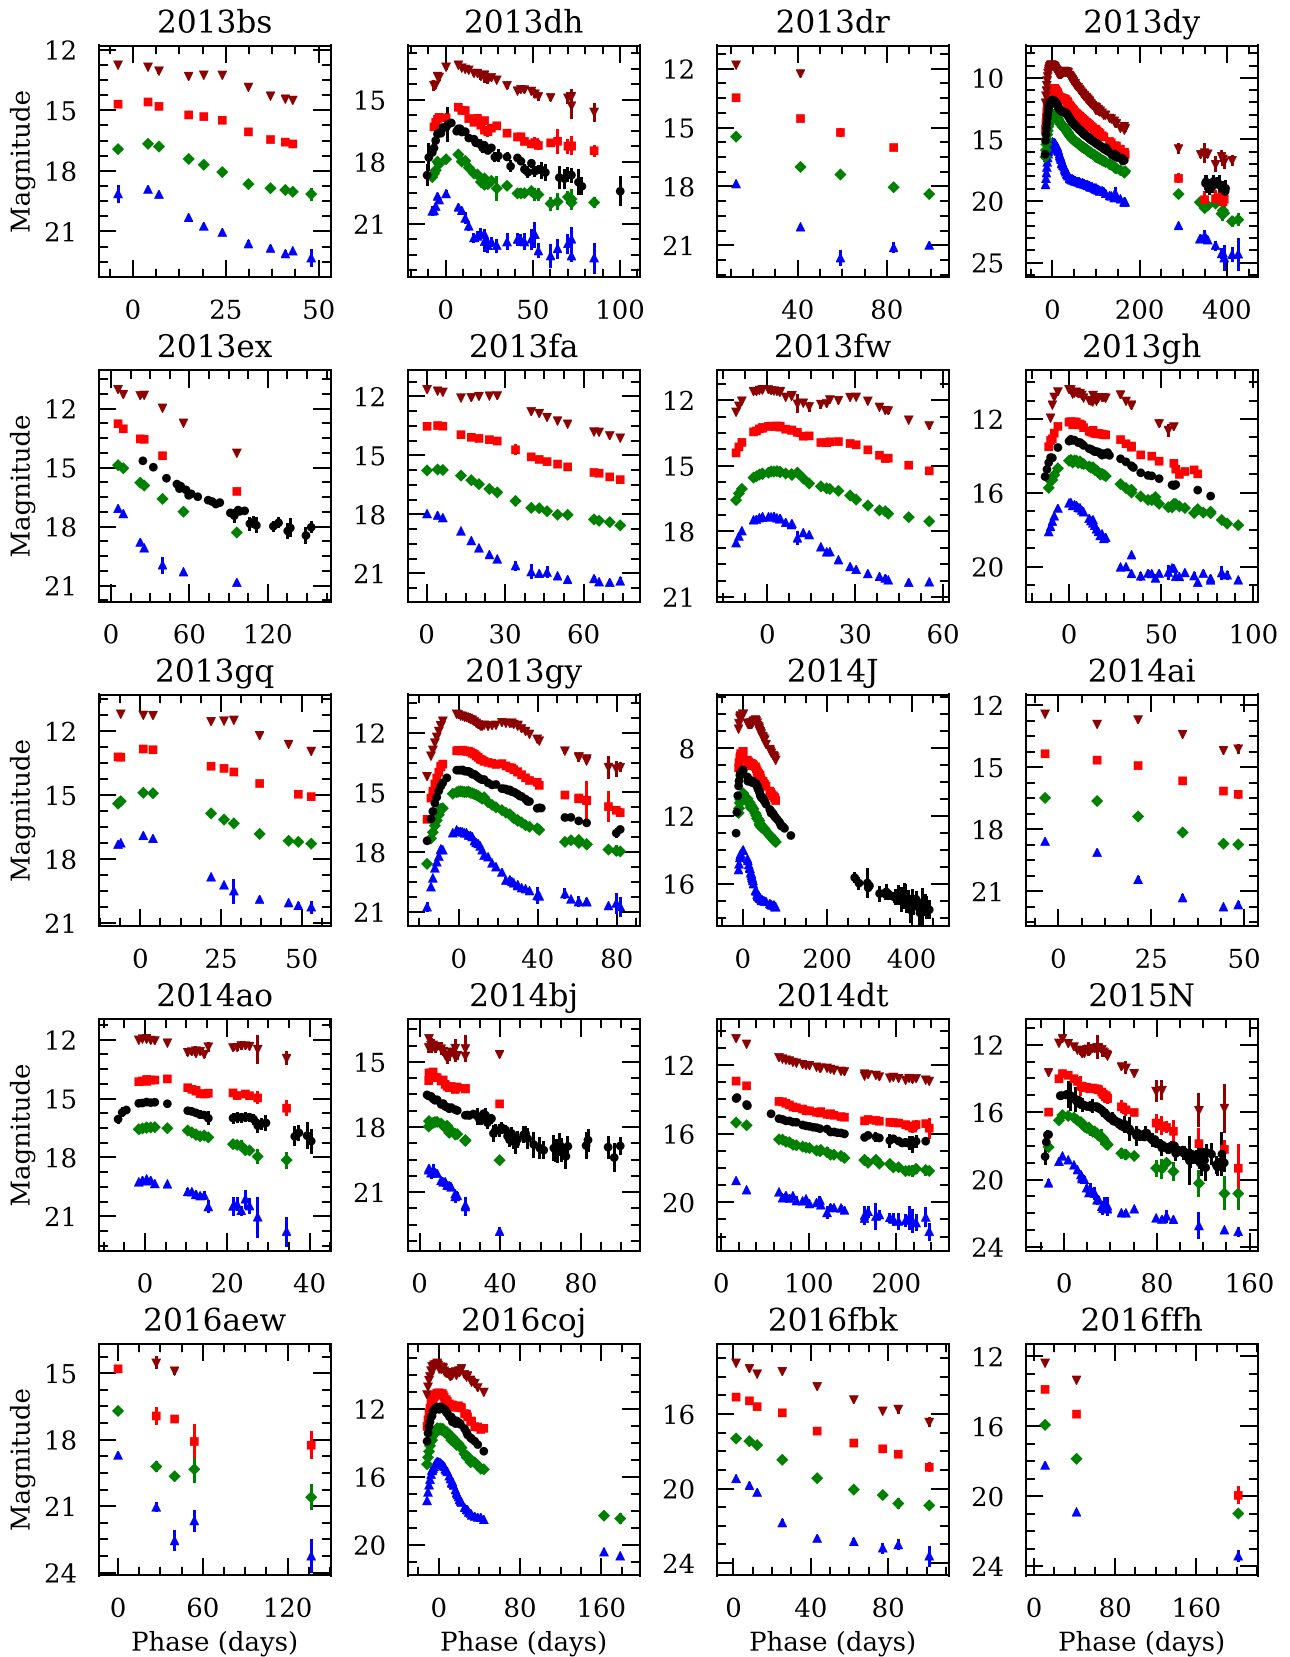 2013bs 2013dh 2013dr 2013dy
Magnitude
12
15
18
21
0 25 50
15
18
21
0 50 100
12
15
18
21
40 80
10
15
20
25
0 200 400
2013ex 2013fa 2013fw 2013gh
Magnitude
12
15
18
21
0 60 120
12
15
18
21
0 30 60
12
15
18
21
0 30 60
12
16
20
0 50 100
2013gq 2013gy 2014J 2014ai
Magnitude
12
15
18
21
0 25 50
12
15
18
21
0 40 80
8
12
16
0 200 400
12
15
18
21
0 25 50
2014ao 2014bj 2014dt 2015N
Magnitude
12
15
18
21
0 20 40
15
18
21
0 40 80
12
16
20
0 100 200
12
16
20
24
0 80 160
2016aew 2016coj 2016fbk 2016ffh
Magnitude
15
18
21
24
0 60 120
Phase (days)
12
16
20
0 80 160
Phase (days)
16
20
24
0 40 80
Phase (days)
12
16
20
24
0 80 160
Phase (days)